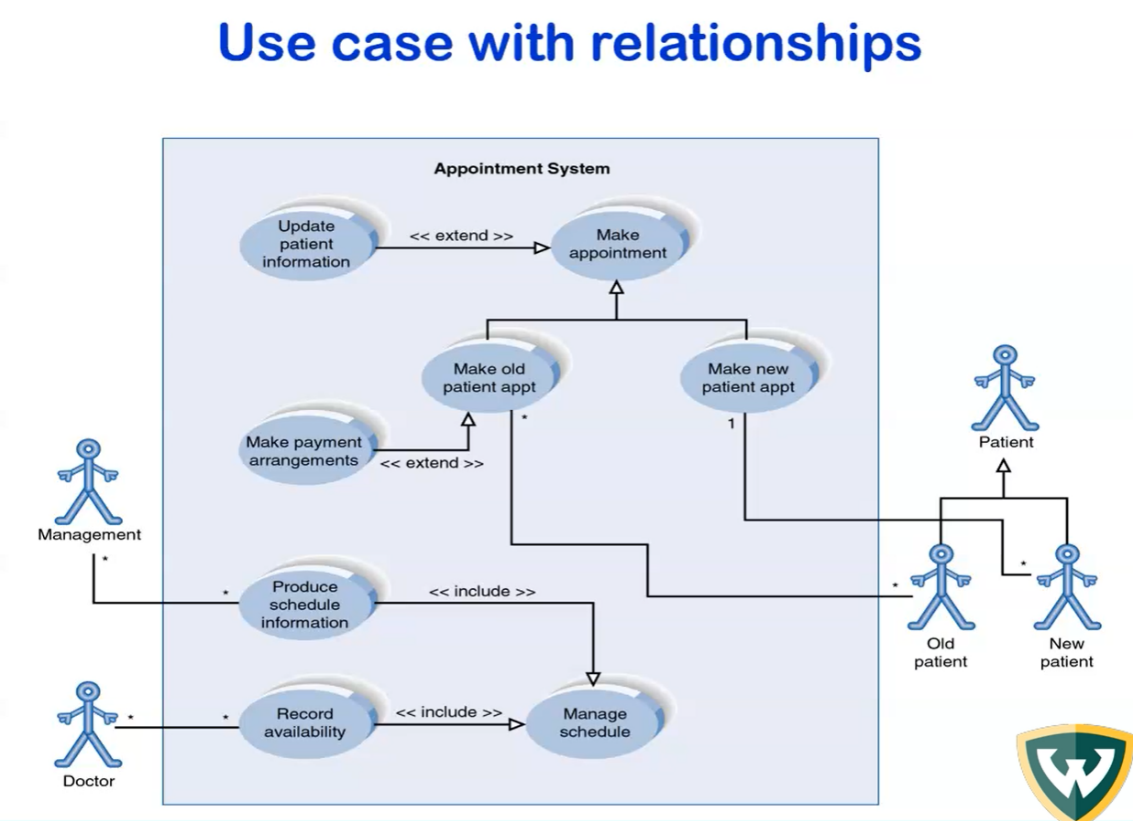 Use case with relationships
Appointment System
Update
patient
information
<< extend >>
Make
appointment
Make old
patient appt
Make new
patient appt
*
1
Make payment
arrangements
<< extend >>
Patient
Management
*
*
Produce
schedule
information
<< include >>
*
*
Old
patient
New
patient
Doctor
*
*
Record
availability
<< include >>
Manage
schedule
W